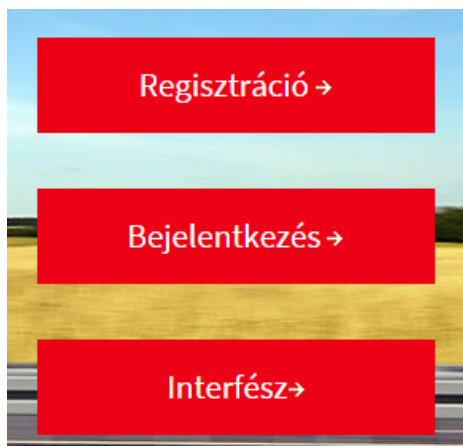 Regisztráció →
Bejelentkezés →
Interfész→